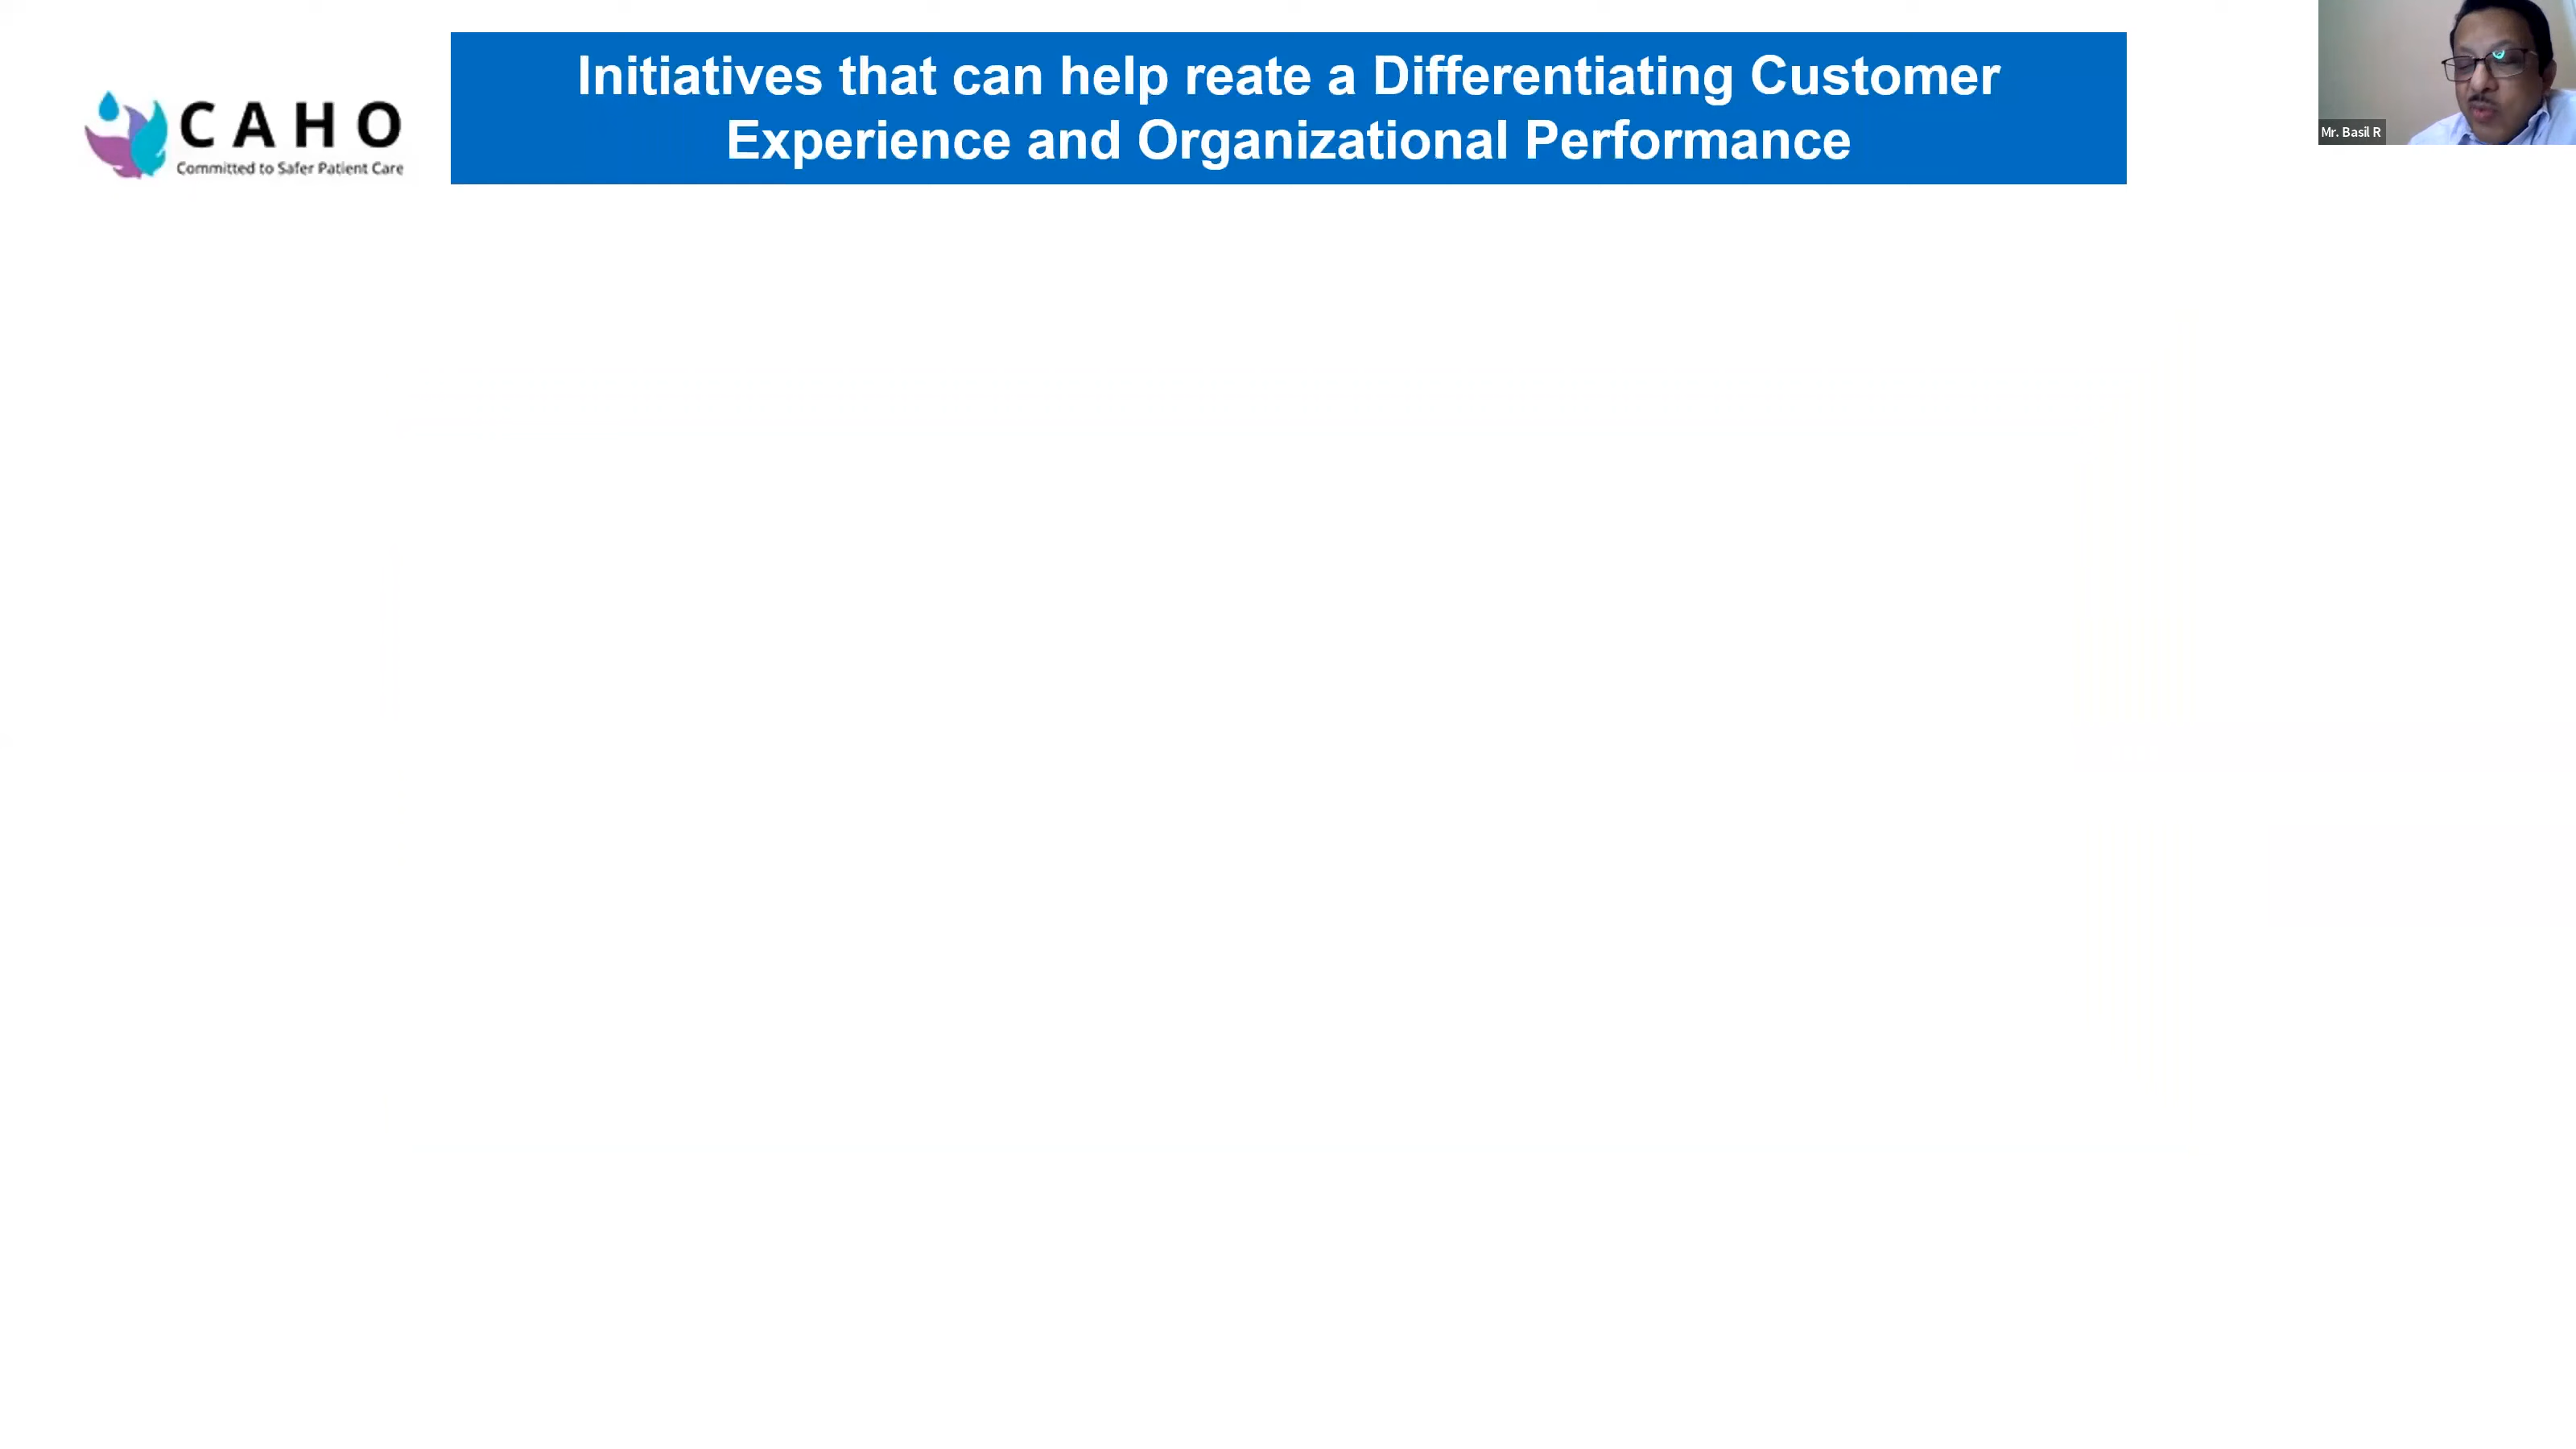 Initiatives that can help reate a Differentiating Customer
Experience and Organizational Performance
CAHO
Committed to Safer Patient Care
Mr. Basil R